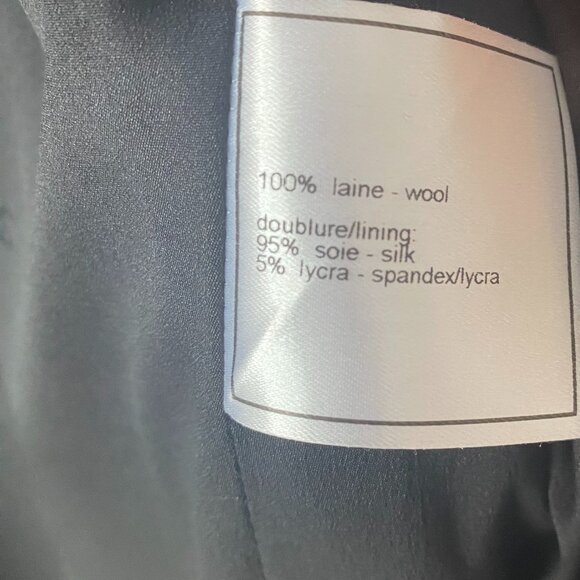 100% laine - wool
doublure/lining:
95% soie - silk
5% lycra - spandex/lycra